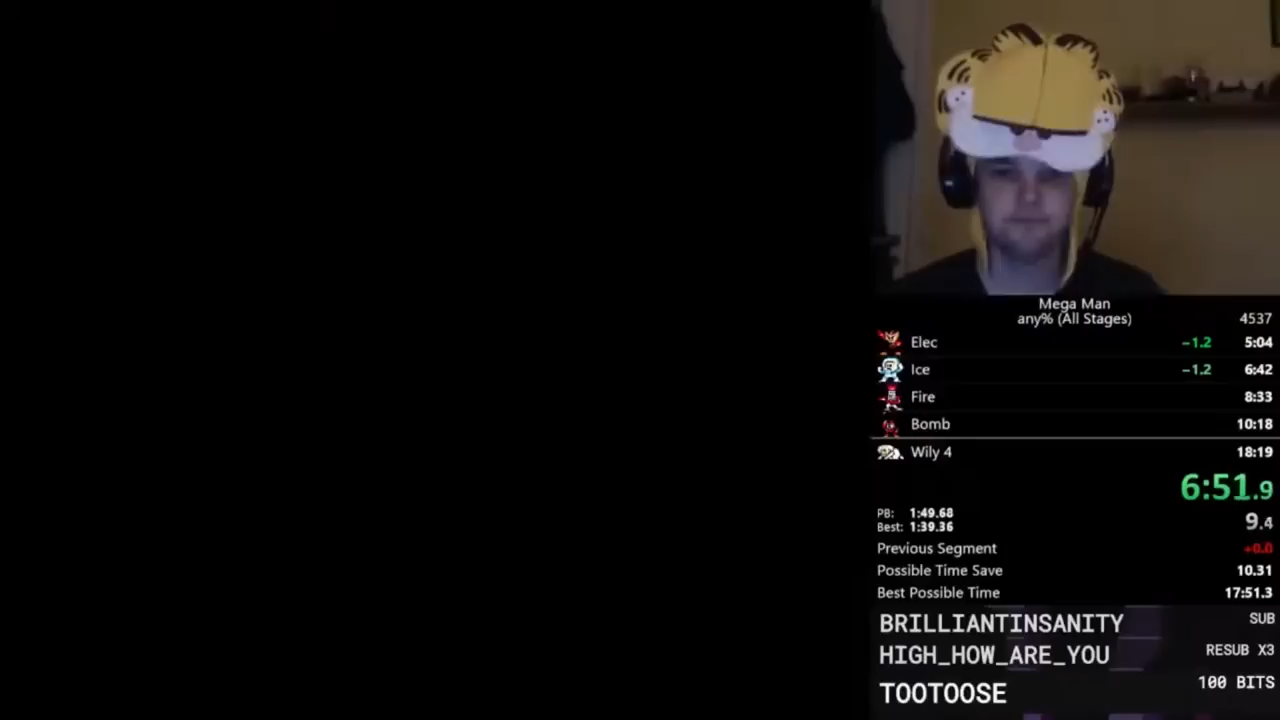 Mega Man
any% (All Stages)
4537
Elec -1.2 5:04
Ice -1.2 6:42
Fire 8:33
Bomb 10:18
Wily 4 18:19
6:51.9
PB: 1:49.68
Best: 1:39.36
9.4
Previous Segment +0.0
Possible Time Save 10.31
Best Possible Time 17:51.3
BRILLIANTINSANITY SUB
HIGH_HOW_ARE_YOU RESUB X3
TOOTOOSE 100 BITS